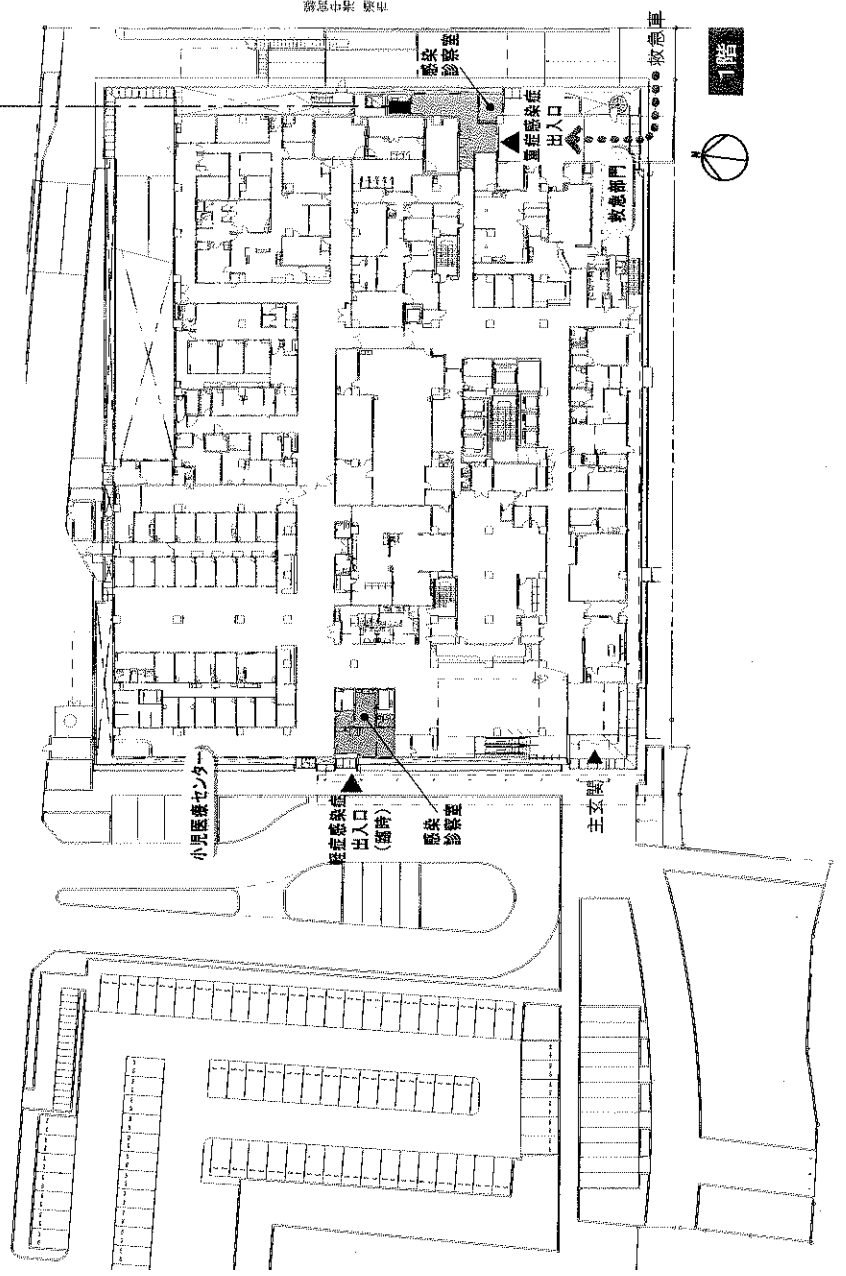 1階
救急車
感染
診察室
重症感染症
出入口
救急部門
N
小児医療センター
軽症感染症
出入口
(臨時)
感染
診察室
主玄関